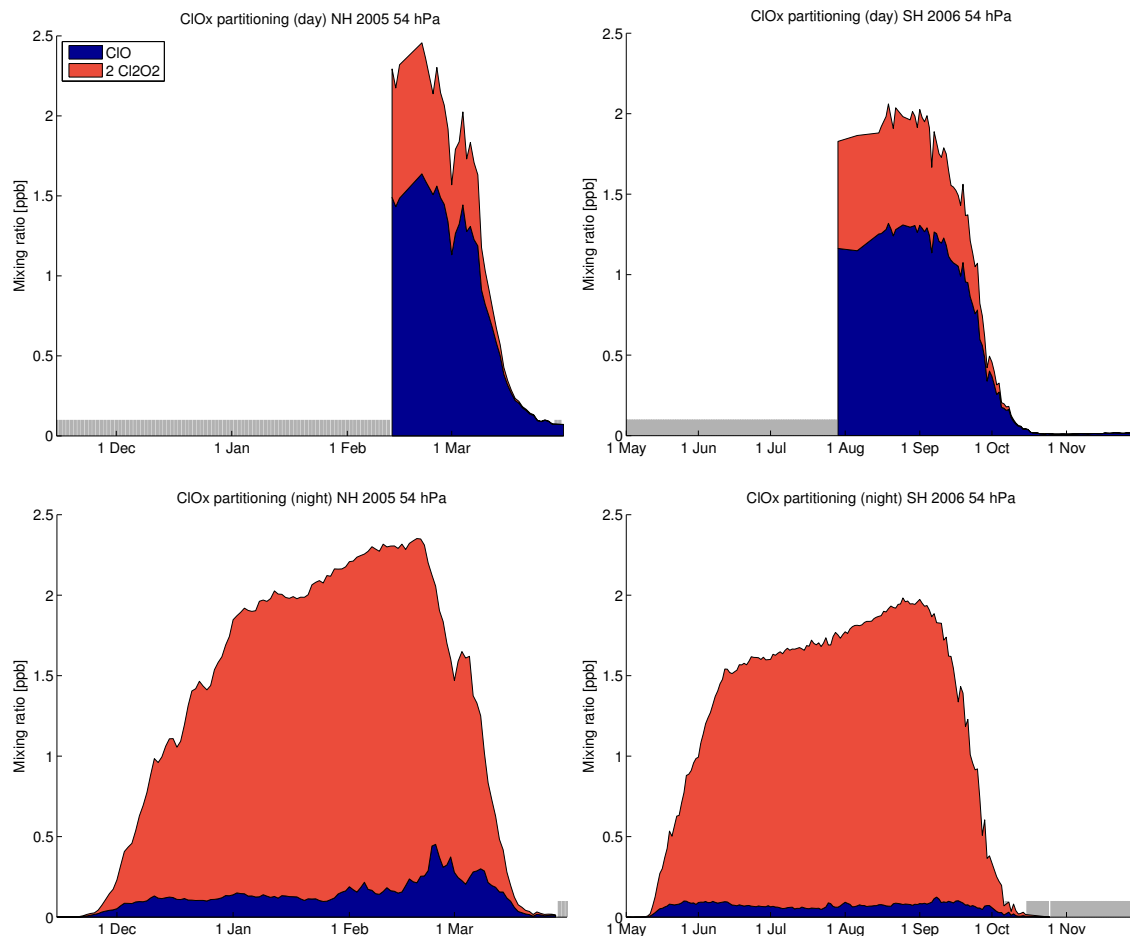 ClOx partitioning (day) NH 2005 54 hPa
2.5
2
1.5
1
0.5
0
Mixing ratio [ppb]
ClO
2 Cl2O2
1 Dec
1 Jan
1 Feb
1 Mar
ClOx partitioning (day) SH 2006 54 hPa
2.5
2
1.5
1
0.5
0
Mixing ratio [ppb]
1 May
1 Jun
1 Jul
1 Aug
1 Sep
1 Oct
1 Nov
ClOx partitioning (night) NH 2005 54 hPa
2.5
2
1.5
1
0.5
0
Mixing ratio [ppb]
1 Dec
1 Jan
1 Feb
1 Mar
ClOx partitioning (night) SH 2006 54 hPa
2.5
2
1.5
1
0.5
0
Mixing ratio [ppb]
1 May
1 Jun
1 Jul
1 Aug
1 Sep
1 Oct
1 Nov